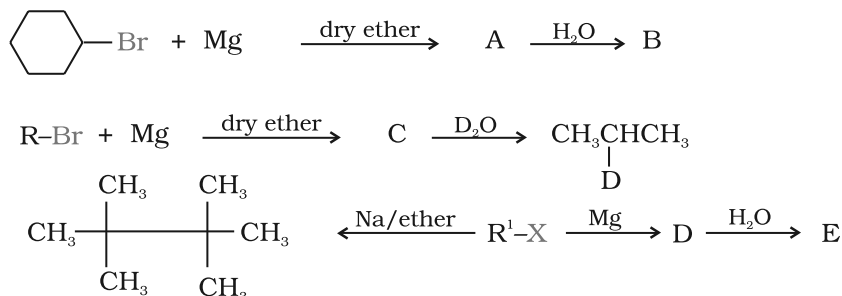 Br + Mg dry ether A H₂O B
R–Br + Mg dry ether C D₂O CH₃CHCH₃
D
CH₃ CH₃
CH₃ CH₃ Na/ether R¹–X Mg D H₂O E
CH₃ CH₃